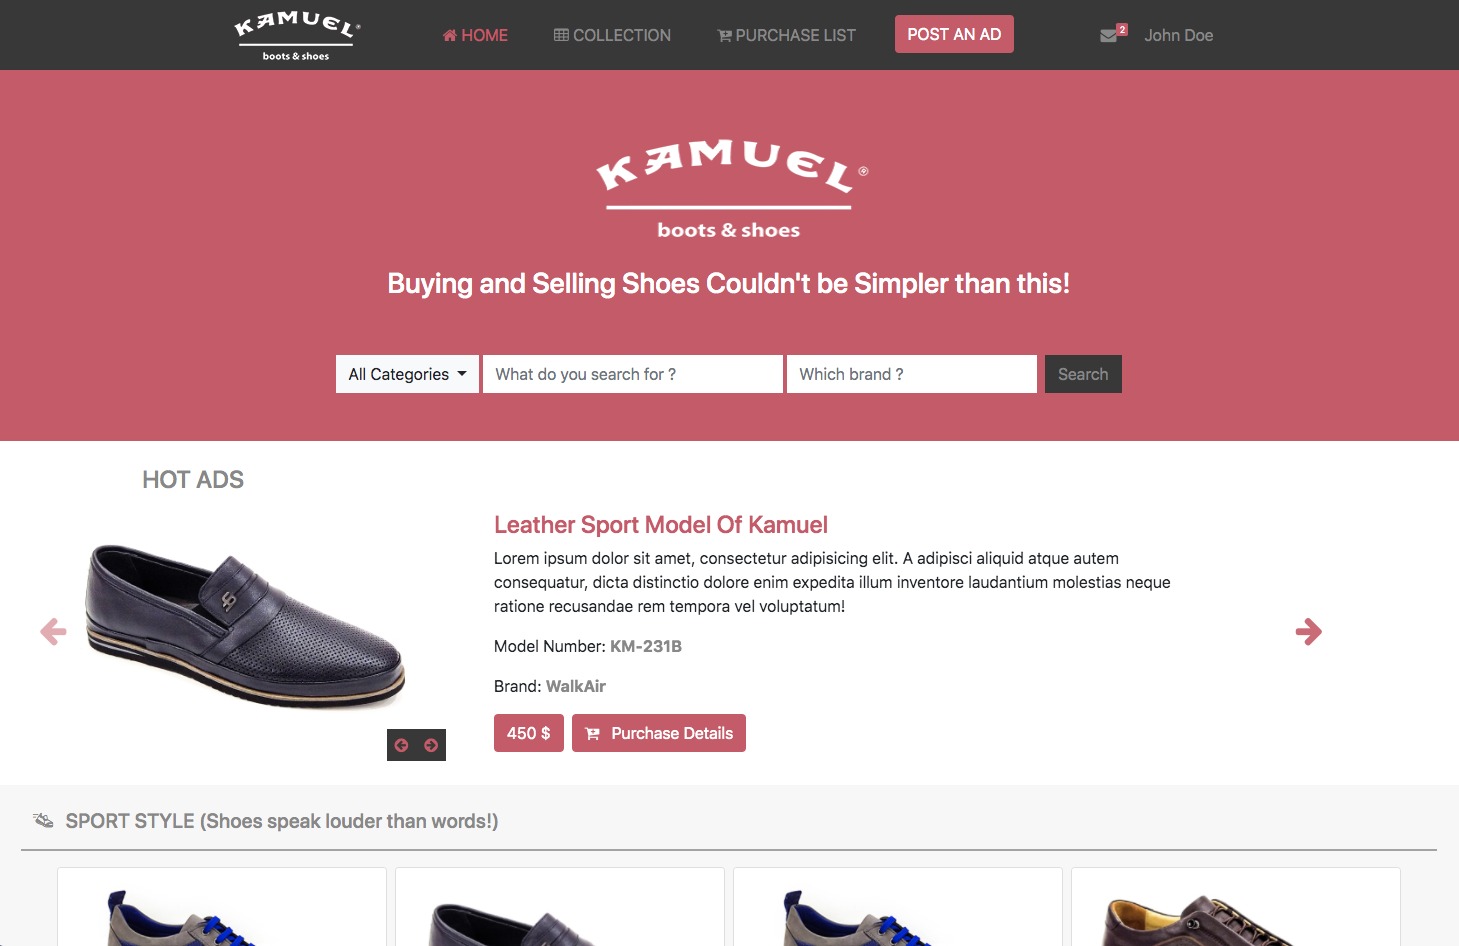 KAMUEL®
boots & shoes
HOME
COLLECTION
PURCHASE LIST
POST AN AD
2
John Doe
KAMUEL®
boots & shoes
Buying and Selling Shoes Couldn't be Simpler than this!
All Categories
What do you search for ?
Which brand ?
Search
HOT ADS
Leather Sport Model Of Kamuel
Lorem ipsum dolor sit amet, consectetur adipisicing elit. A adipisci aliquid atque autem
consequatur, dicta distinctio dolore enim expedita illum inventore laudantium molestias neque
ratione recusandae rem tempora vel voluptatum!
Model Number: KM-231B
Brand: WalkAir
450 $
Purchase Details
SPORT STYLE (Shoes speak louder than words!)